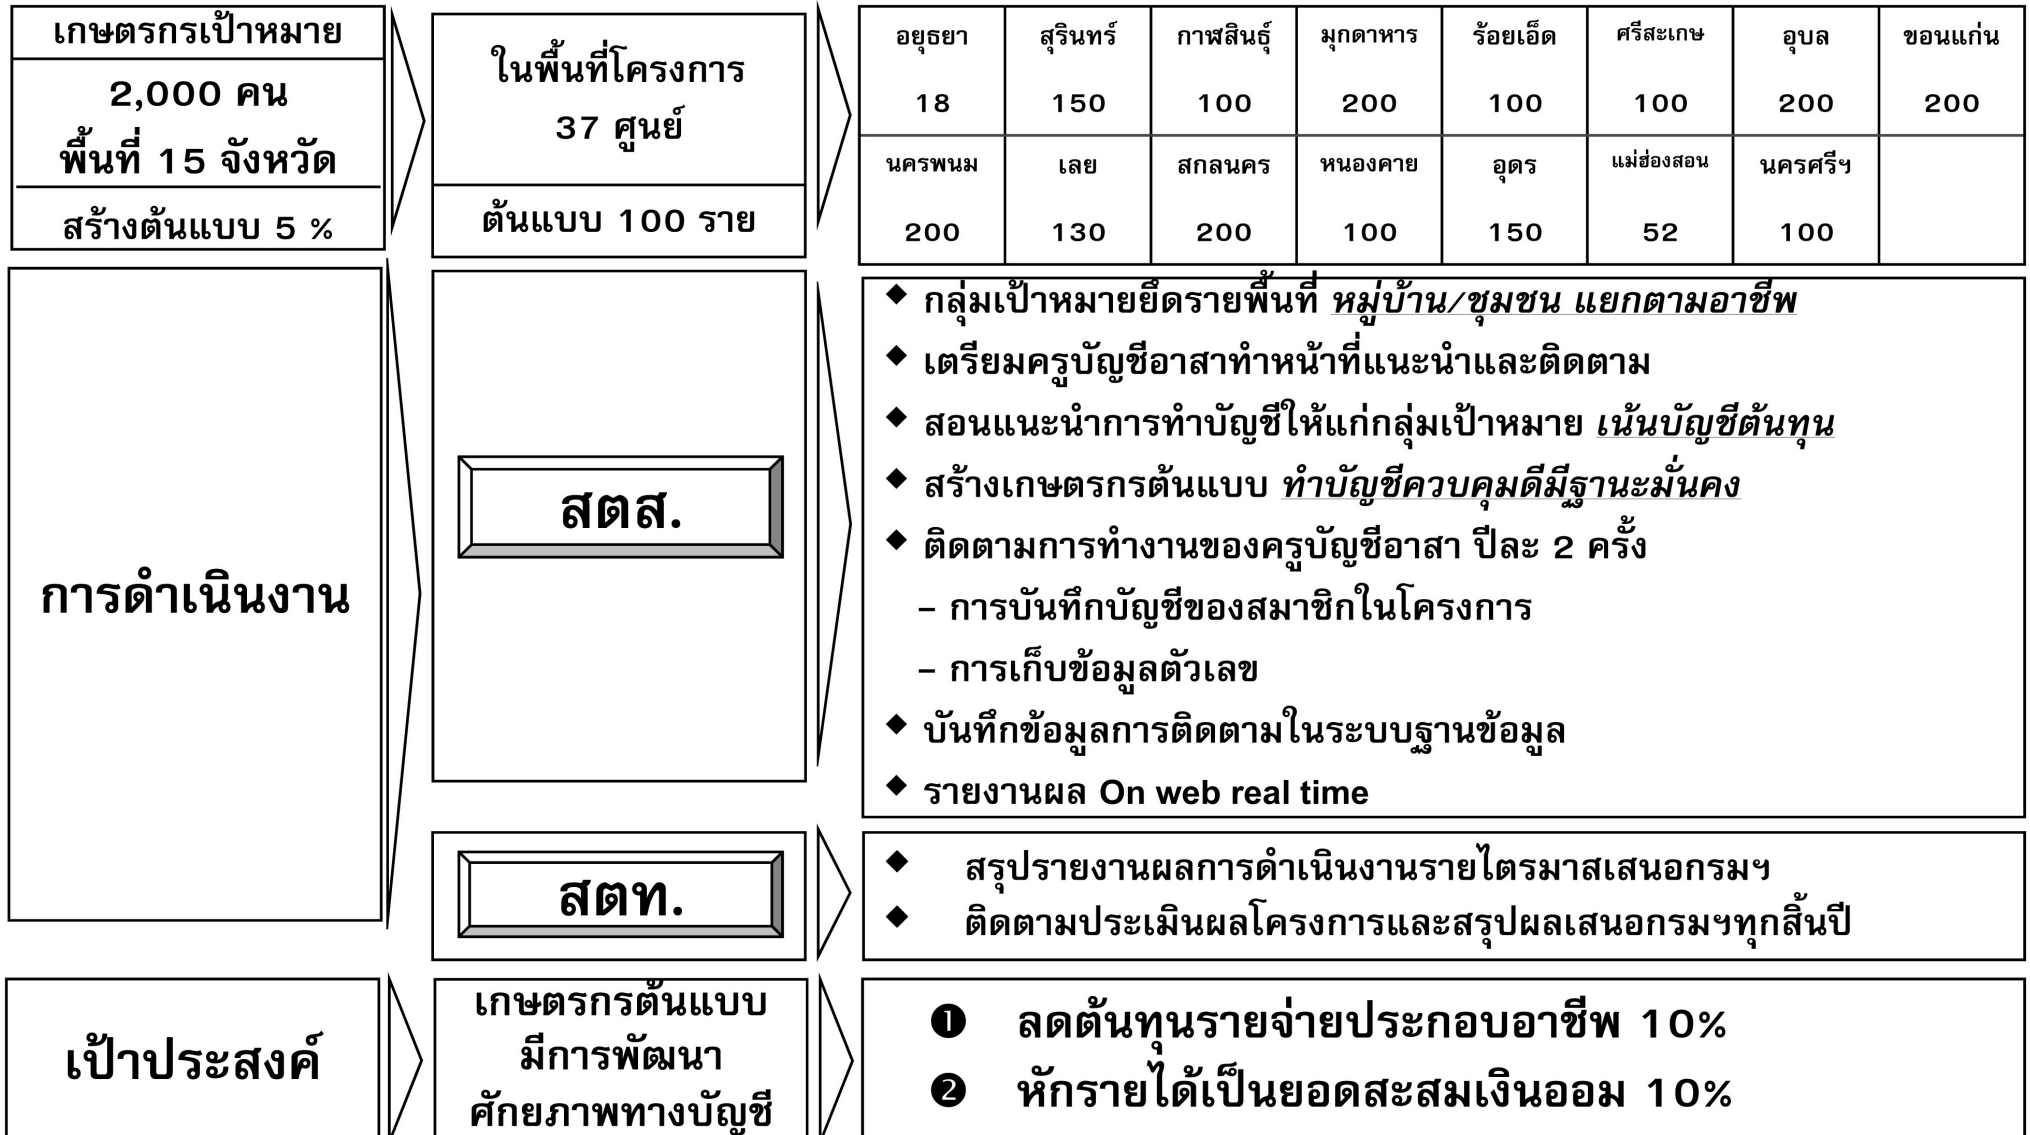 เกษตรกรเป้าหมาย
2,000 คน
พื้นที่ 15 จังหวัด
สร้างต้นแบบ 5 %
ในพื้นที่โครงการ
37 ศูนย์
ต้นแบบ 100 ราย
อยุธยา สุรินทร์ กาฬสินธุ์ มุกดาหาร ร้อยเอ็ด ศรีสะเกษ อุบล ขอนแก่น
18 150 100 200 100 100 200 200
นครพนม เลย สกลนคร หนองคาย อุดร แม่ฮ่องสอน นครศรีฯ
200 130 200 100 150 52 100
การดำเนินงาน
สตส.
◆ กลุ่มเป้าหมายยึดรายพื้นที่ หมู่บ้าน/ชุมชน แยกตามอาชีพ
◆ เตรียมครูบัญชีอาสาทำหน้าที่แนะนำและติดตาม
◆ สอนแนะนำการทำบัญชีให้แก่กลุ่มเป้าหมาย เน้นบัญชีต้นทุน
◆ สร้างเกษตรกรต้นแบบ ทำบัญชีควบคุมดีมีฐานะมั่นคง
◆ ติดตามการทำงานของครูบัญชีอาสา ปีละ 2 ครั้ง
– การบันทึกบัญชีของสมาชิกในโครงการ
– การเก็บข้อมูลตัวเลข
◆ บันทึกข้อมูลการติดตามในระบบฐานข้อมูล
◆ รายงานผล On web real time
สตท.
◆ สรุปรายงานผลการดำเนินงานรายไตรมาสเสนอกรมฯ
◆ ติดตามประเมินผลโครงการและสรุปผลเสนอกรมฯทุกสิ้นปี
เป้าประสงค์
เกษตรกรต้นแบบ
มีการพัฒนา
ศักยภาพทางบัญชี
❶ ลดต้นทุนรายจ่ายประกอบอาชีพ 10%
❷ หักรายได้เป็นยอดสะสมเงินออม 10%